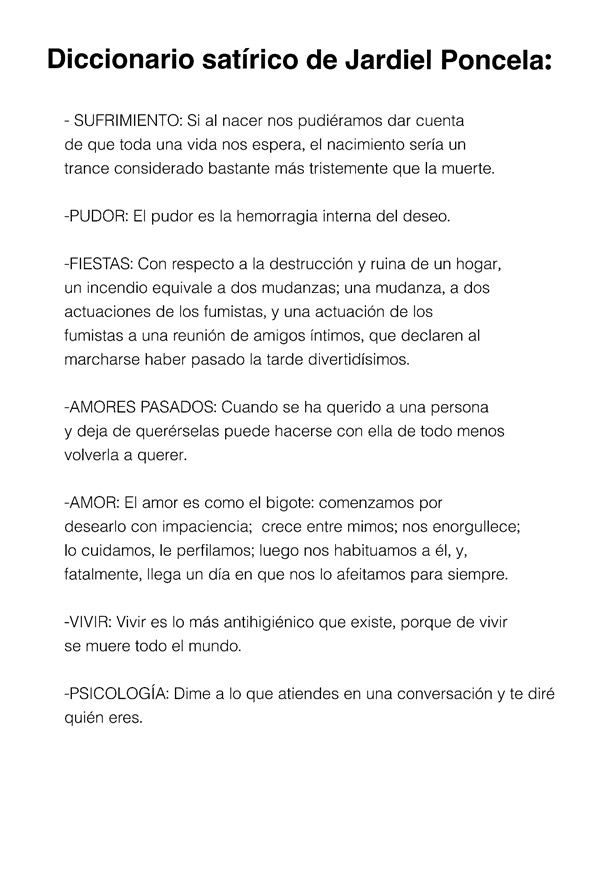 Diccionario satírico de Jardiel Poncela:
- SUFRIMIENTO: Si al nacer nos pudiéramos dar cuenta
de que toda una vida nos espera, el nacimiento sería un
trance considerado bastante más tristemente que la muerte.
-PUDOR: El pudor es la hemorragia interna del deseo.
-FIESTAS: Con respecto a la destrucción y ruina de un hogar,
un incendio equivale a dos mudanzas; una mudanza, a dos
actuaciones de los fumistas, y una actuación de los
fumistas a una reunión de amigos íntimos, que declaren al
marcharse haber pasado la tarde divertidísimos.
-AMORES PASADOS: Cuando se ha querido a una persona
y deja de querérselas puede hacerse con ella de todo menos
volverla a querer.
-AMOR: El amor es como el bigote: comenzamos por
desearlo con impaciencia;  crece entre mimos; nos enorgullece;
lo cuidamos, le perfilamos; luego nos habituamos a él, y,
fatalmente, llega un día en que nos lo afeitamos para siempre.
-VIVIR: Vivir es lo más antihigiénico que existe, porque de vivir
se muere todo el mundo.
-PSICOLOGÍA: Dime a lo que atiendes en una conversación y te diré
quién eres.